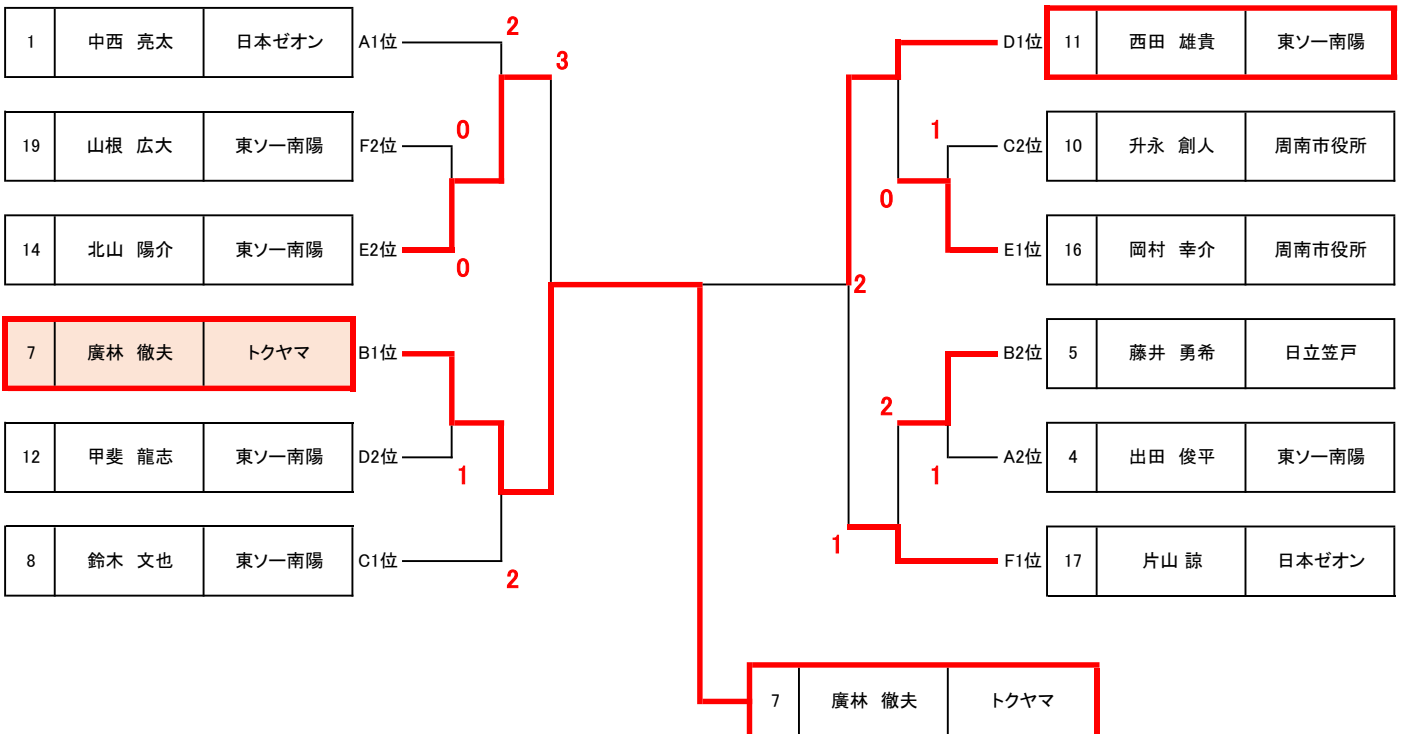 1 中西 亮太 日本ゼオン A1位 2
3
19 山根 広大 東ソー南陽 F2位 0
14 北山 陽介 東ソー南陽 E2位 0
7 廣林 徹夫 トクヤマ B1位
12 甲斐 龍志 東ソー南陽 D2位 1
8 鈴木 文也 東ソー南陽 C1位 2
D1位 11 西田 雄貴 東ソー南陽
1 C2位 10 升永 創人 周南市役所
0
E1位 16 岡村 幸介 周南市役所
2
B2位 5 藤井 勇希 日立笠戸
2
1 A2位 4 出田 俊平 東ソー南陽
1
F1位 17 片山 諒 日本ゼオン
7 廣林 徹夫 トクヤマ